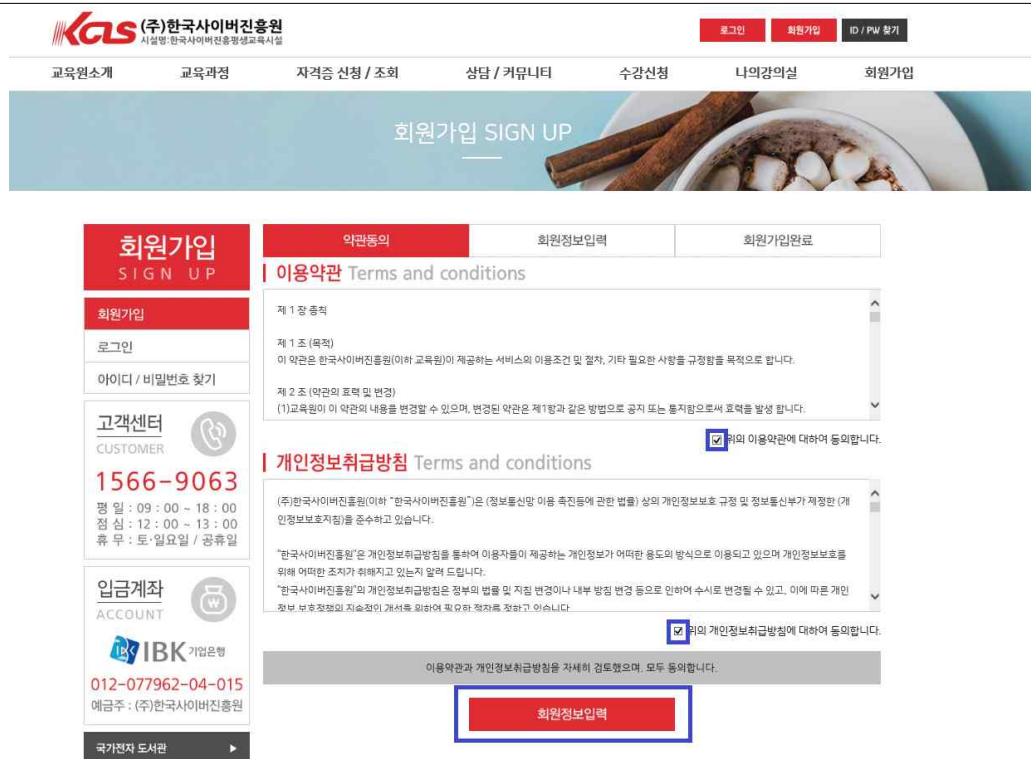 Kcis (주)한국사이버진흥원
시설명:한국사이버진흥평생교육시설
로그인 회원가입 ID / PW 찾기
교육원소개 교육과정 자격증 신청 / 조회 상담 / 커뮤니티 수강신청 나의강의실 회원가입
회원가입 SIGN UP
회원가입
SIGN UP
회원가입
로그인
아이디 / 비밀번호 찾기
고객센터
CUSTOMER
1566-9063
평 일 : 09 : 00 ~ 18 : 00
점 심 : 12 : 00 ~ 13 : 00
휴 무 : 토·일요일 / 공휴일
입금계좌
ACCOUNT
IBK 기업은행
012-077962-04-015
예금주 : (주)한국사이버진흥원
국가전자 도서관
약관동의 회원정보입력 회원가입완료
이용약관 Terms and conditions
제 1 장 총칙
제 1 조 (목적)
이 약관은 한국사이버진흥원(이하 교육원)이 제공하는 서비스의 이용조건 및 절차, 기타 필요한 사항을 규정함을 목적으로 합니다.
제 2 조 (약관의 효력 및 변경)
(1)교육원이 이 약관의 내용을 변경할 수 있으며, 변경된 약관은 제1항과 같은 방법으로 공지 또는 통지함으로써 효력을 발생 합니다.
위의 이용약관에 대하여 동의합니다.
개인정보취급방침 Terms and conditions
(주)한국사이버진흥원(이하 "한국사이버진흥원")은 (정보통신망 이용 촉진등에 관한 법률) 상의 개인정보보호 규정 및 정보통신부가 제정한 (개
인정보보호지침)을 준수하고 있습니다.
"한국사이버진흥원"은 개인정보취급방침을 통하여 이용자들이 제공하는 개인정보가 어떠한 용도의 방식으로 이용되고 있으며 개인정보보호를
위해 어떠한 조치가 취해지고 있는지 알려 드립니다.
"한국사이버진흥원"의 개인정보취급방침은 정부의 법률 및 지침 변경이나 내부 방침 변경 등으로 인하여 수시로 변경될 수 있고, 이에 따른 개인
정보 보호정책의 지속적인 개선을 위하여 필요한 절차를 정하고 있습니다
위의 개인정보취급방침에 대하여 동의합니다.
이용약관과 개인정보취급방침을 자세히 검토했으며. 모두 동의합니다.
회원정보입력